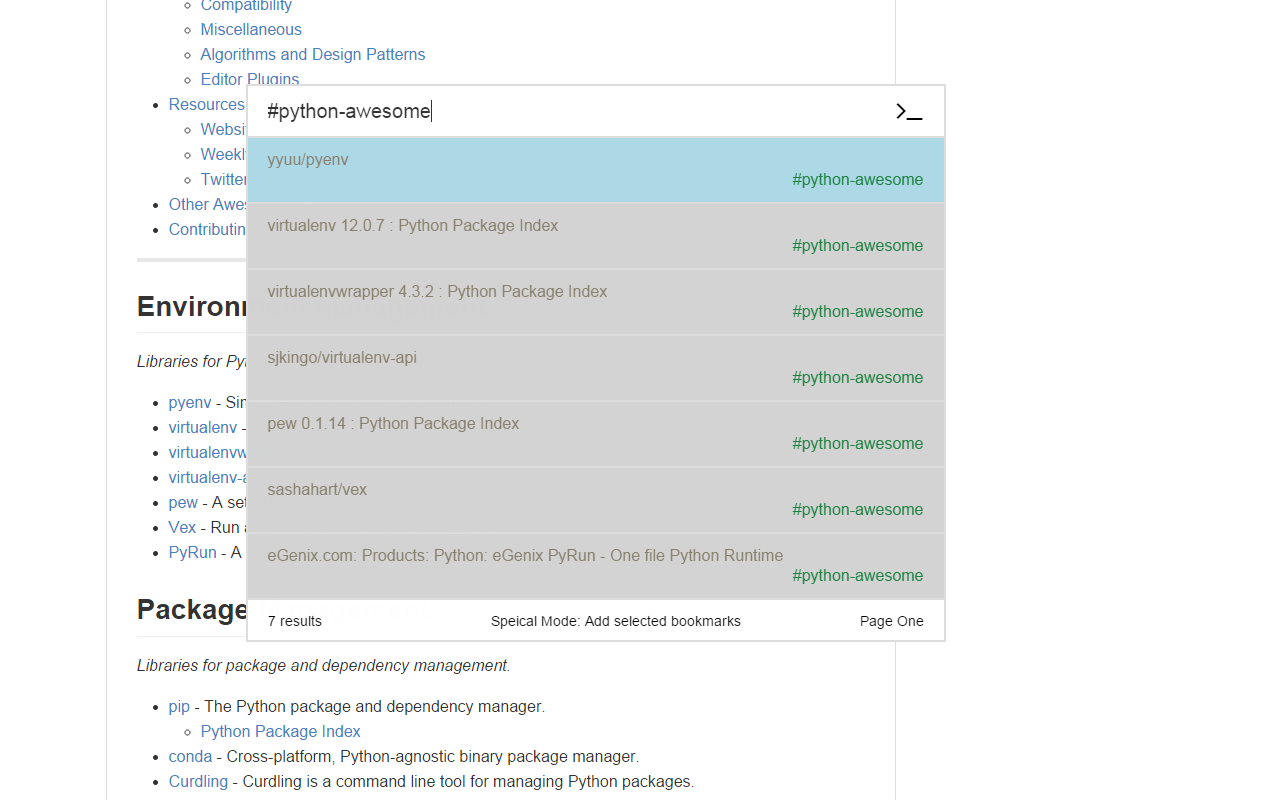 Compatibility
Miscellaneous
Algorithms and Design Patterns
Editor Plugins
Resources
Websi
Weekl
Twitter
Other Awes
Contributin
Environ
Libraries for Pyt
pyenv - Sim
virtualenv -
virtualenvw
virtualenv-a
pew - A set
Vex - Run a
PyRun - A
#python-awesome
>_
yyuu/pyenv
#python-awesome
virtualenv 12.0.7 : Python Package Index
#python-awesome
virtualenvwrapper 4.3.2 : Python Package Index
#python-awesome
sjkingo/virtualenv-api
#python-awesome
pew 0.1.14 : Python Package Index
#python-awesome
sashahart/vex
#python-awesome
eGenix.com: Products: Python: eGenix PyRun - One file Python Runtime
#python-awesome
7 results
Speical Mode: Add selected bookmarks
Page One
Package
Libraries for package and dependency management.
pip - The Python package and dependency manager.
Python Package Index
conda - Cross-platform, Python-agnostic binary package manager.
Curdling - Curdling is a command line tool for managing Python packages.